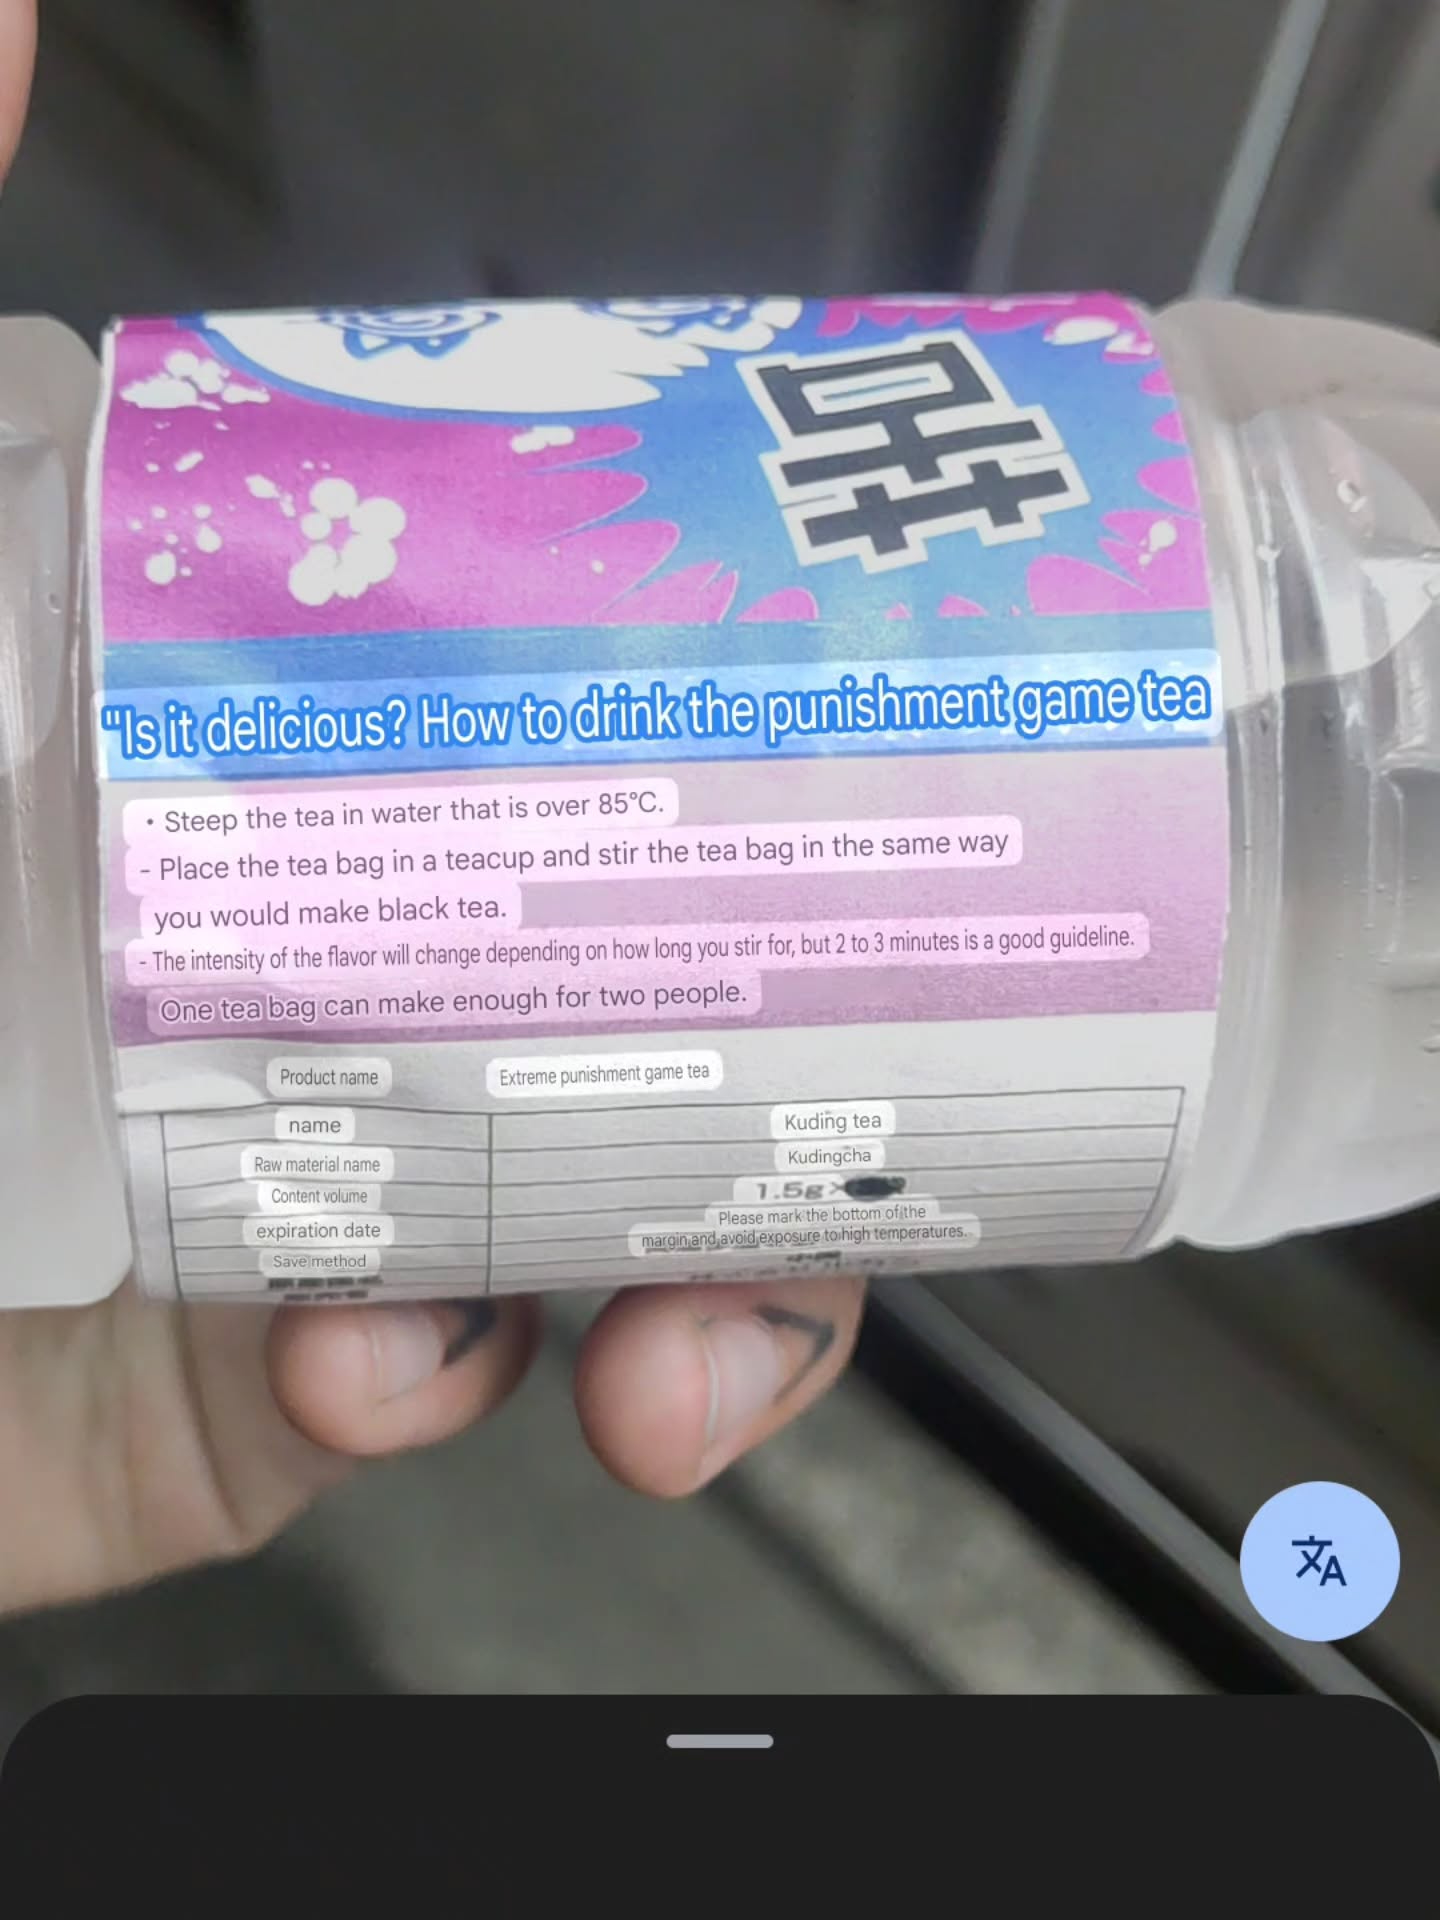 "Is it delicious? How to drink the punishment game tea
・Steep the tea in water that is over 85°C.
- Place the tea bag in a teacup and stir the tea bag in the same way
you would make black tea.
- The intensity of the flavor will change depending on how long you stir for, but 2 to 3 minutes is a good guideline.
One tea bag can make enough for two people.
Product name Extreme punishment game tea
name Kuding tea
Raw material name Kudingcha
Content volume 1.5g×
expiration date Please mark the bottom of the
margin and avoid exposure to high temperatures.
Save method